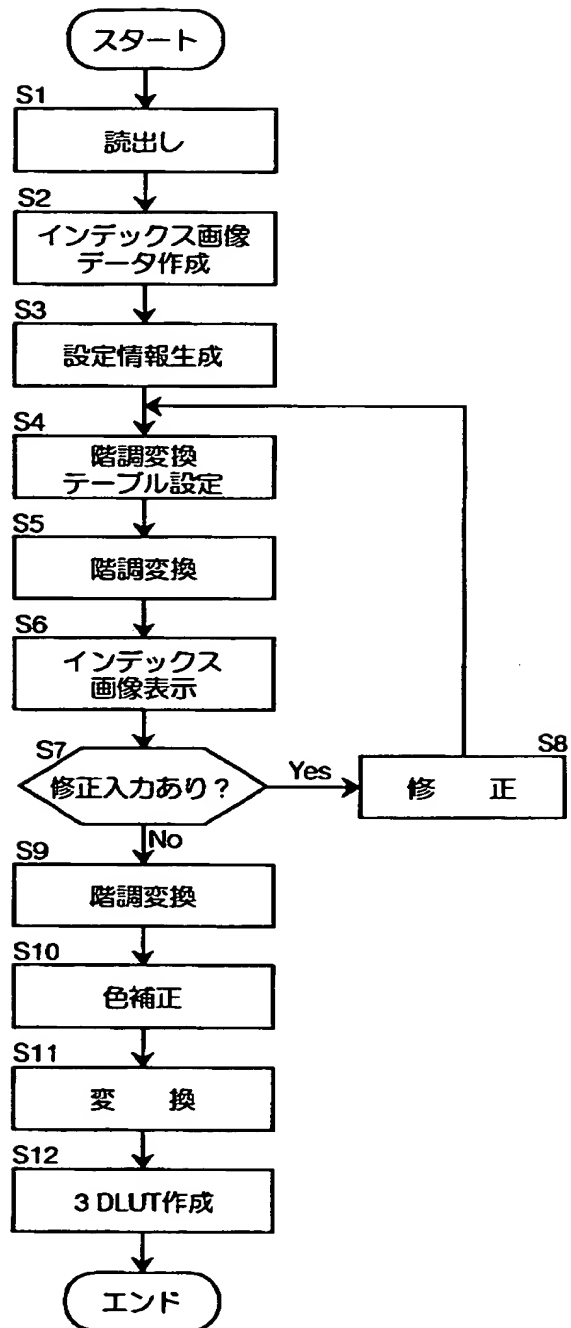 スタート
S1
読出し
S2
インデックス画像
データ作成
S3
設定情報生成
S4
階調変換
テーブル設定
S5
階調変換
S6
インデックス
画像表示
S7
修正入力あり?
Yes
S8
修 正
No
S9
階調変換
S10
色補正
S11
変 換
S12
3 DLUT作成
エンド